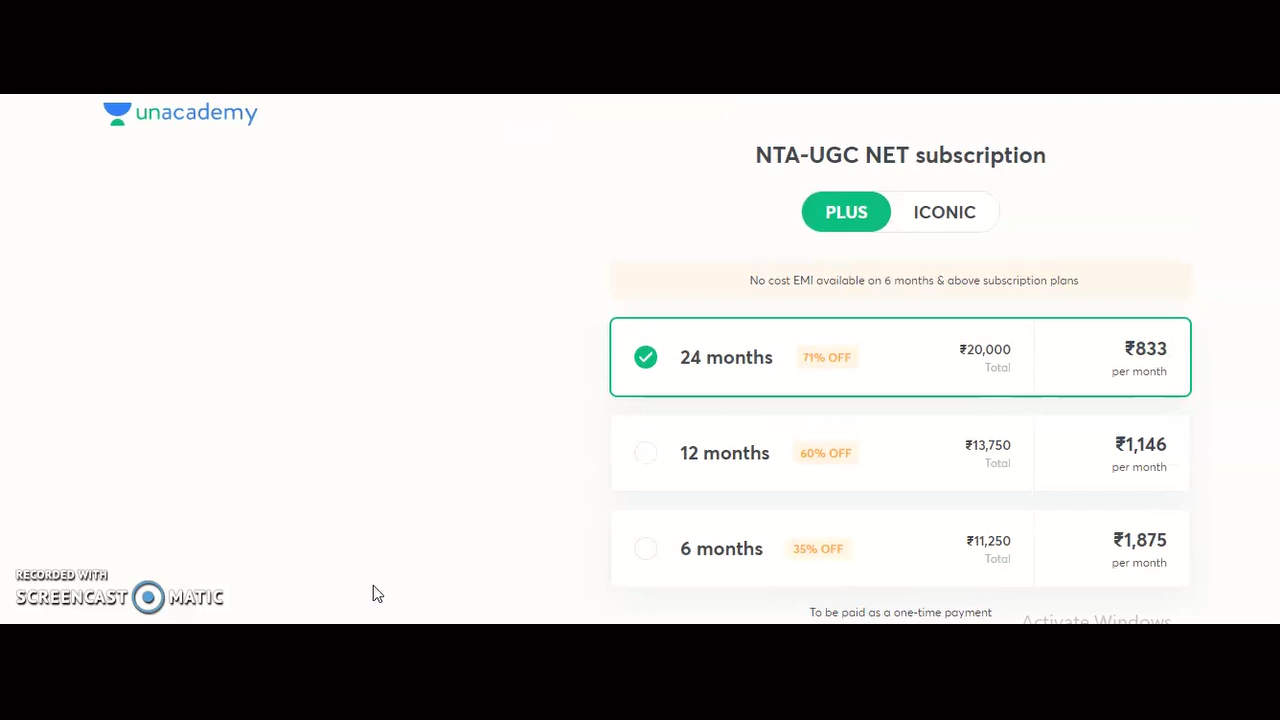 unacademy
NTA-UGC NET subscription
PLUS ICONIC
No cost EMI available on 6 months & above subscription plans
24 months 71% OFF ₹20,000 Total ₹833 per month
12 months 60% OFF ₹13,750 Total ₹1,146 per month
6 months 35% OFF ₹11,250 Total ₹1,875 per month
To be paid as a one-time payment
Activate Windows
RECORDED WITH
SCREENCAST MATIC